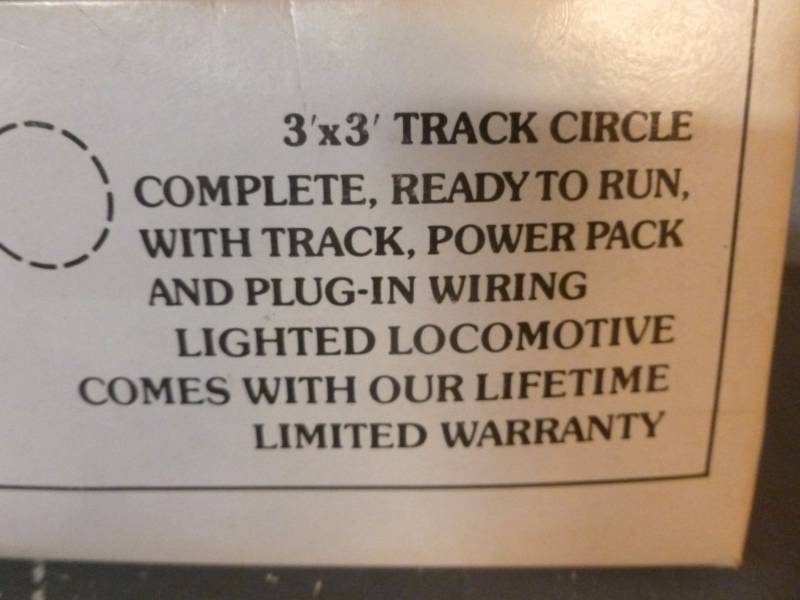 3'x3' TRACK CIRCLE
COMPLETE, READY TO RUN,
WITH TRACK, POWER PACK
AND PLUG-IN WIRING
LIGHTED LOCOMOTIVE
COMES WITH OUR LIFETIME
LIMITED WARRANTY